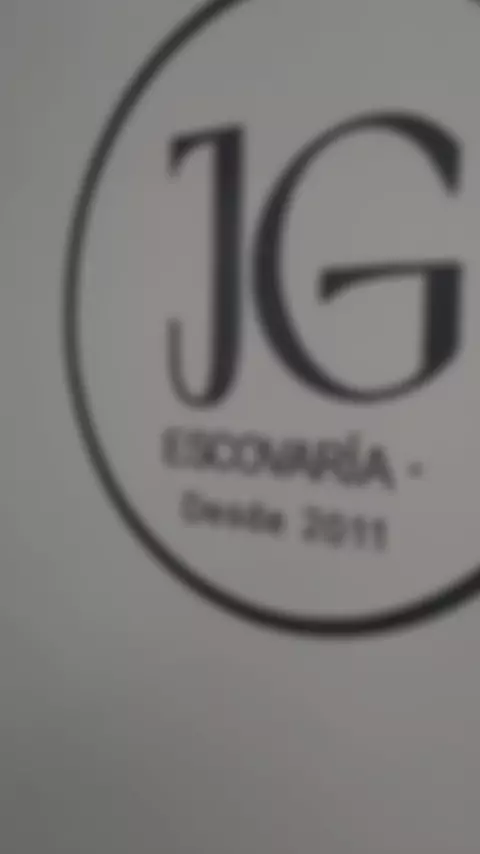 JG
ESCOVARÍA -
Desde 2011